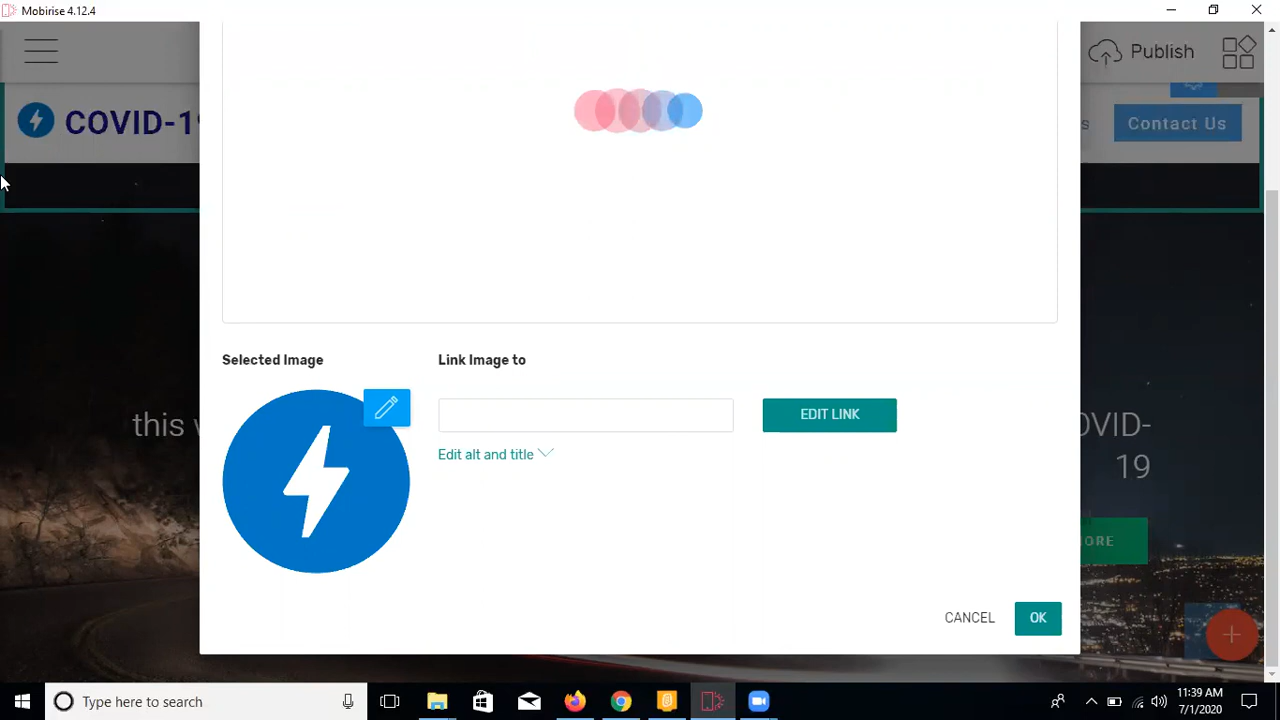 Mobirise 4.12.4
Publish
COVID-19
s
Contact Us
Selected Image
Link Image to
EDIT LINK
Edit alt and title
this w
OVID-
19
ORE
CANCEL
OK
Type here to search
11:39 AM
7/1/2020